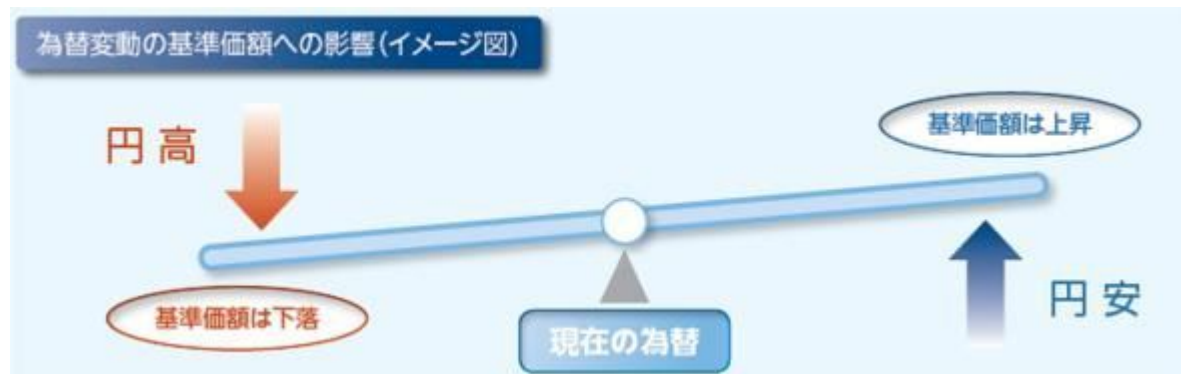 為替変動の基準価額への影響(イメージ図)
円高
基準価額は上昇
基準価額は下落
円安
現在の為替